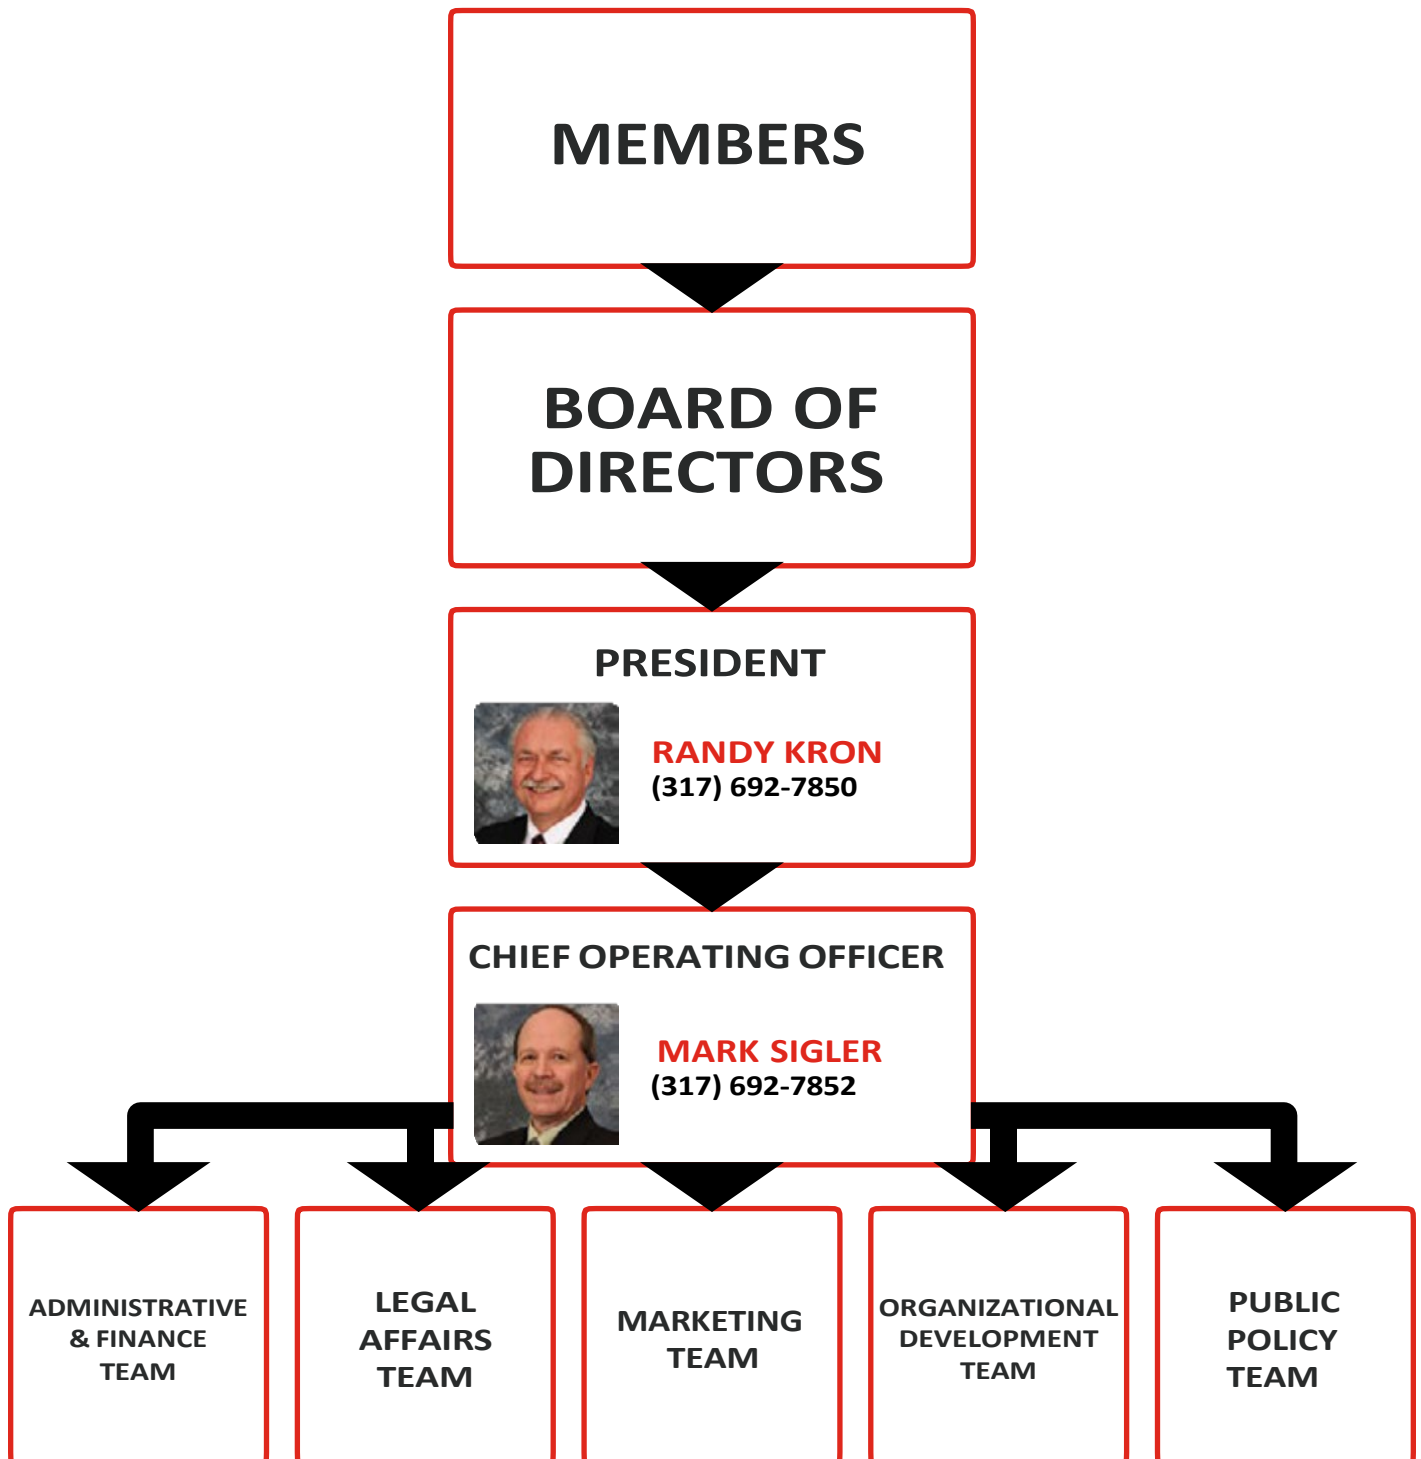 MEMBERS
BOARD OF
DIRECTORS
PRESIDENT
RANDY KRON
(317) 692-7850
CHIEF OPERATING OFFICER
MARK SIGLER
(317) 692-7852
ADMINISTRATIVE
& FINANCE
TEAM
LEGAL
AFFAIRS
TEAM
MARKETING
TEAM
ORGANIZATIONAL
DEVELOPMENT
TEAM
PUBLIC
POLICY
TEAM